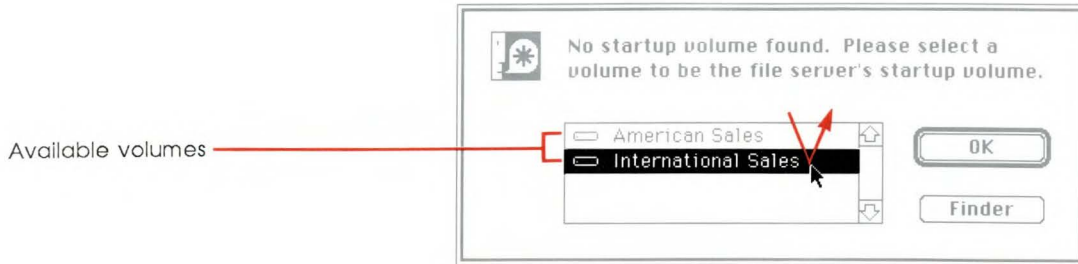 No startup volume found. Please select a
volume to be the file server's startup volume.
Available volumes
American Sales
International Sales
OK
Finder